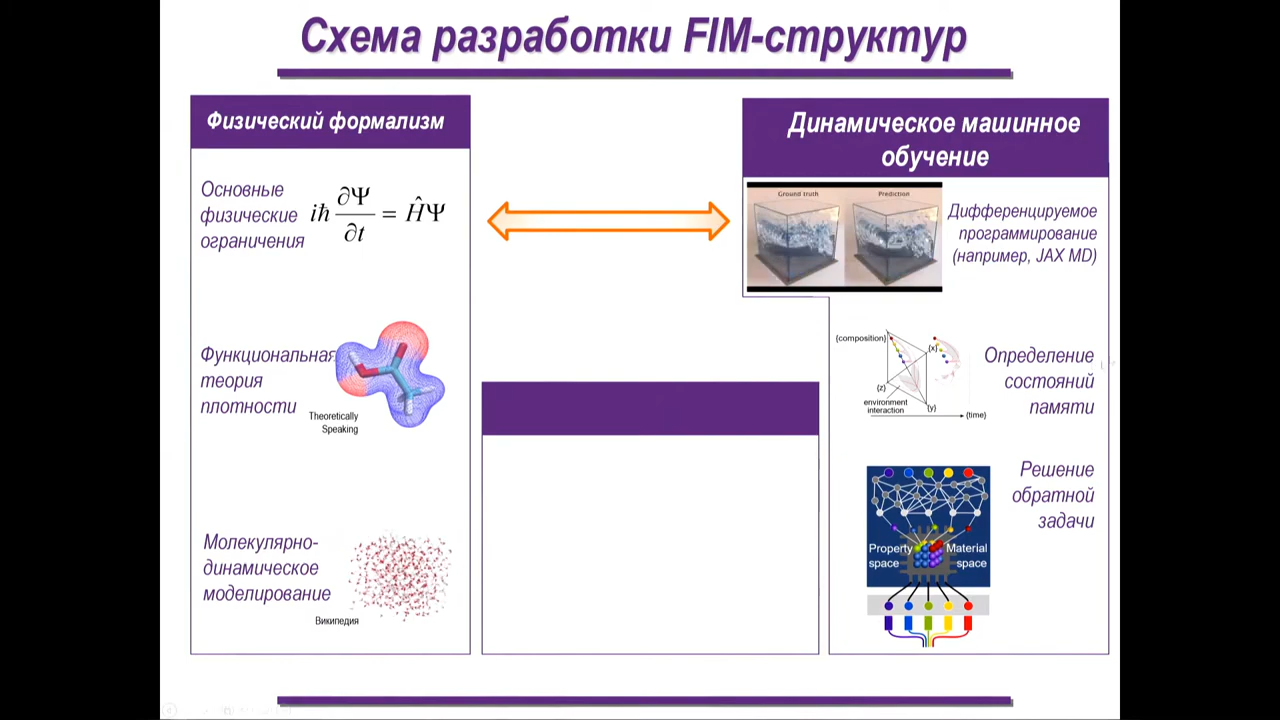 Схема разработки FIM-структур
Физический формализм
Основные
физические
ограничения
iħ ∂Ψ/∂t = ĤΨ
Функциональная
теория
плотности
Theoretically
Speaking
Молекулярно-
динамическое
моделирование
Википедия
Динамическое машинное
обучение
Ground truth
Prediction
Дифференцируемое
программирование
(например, JAX MD)
{composition}
{x}
{z}
{y}
environment
interaction
{time}
Определение
состояний
памяти
Решение
обратной
задачи
Property
space
Material
space